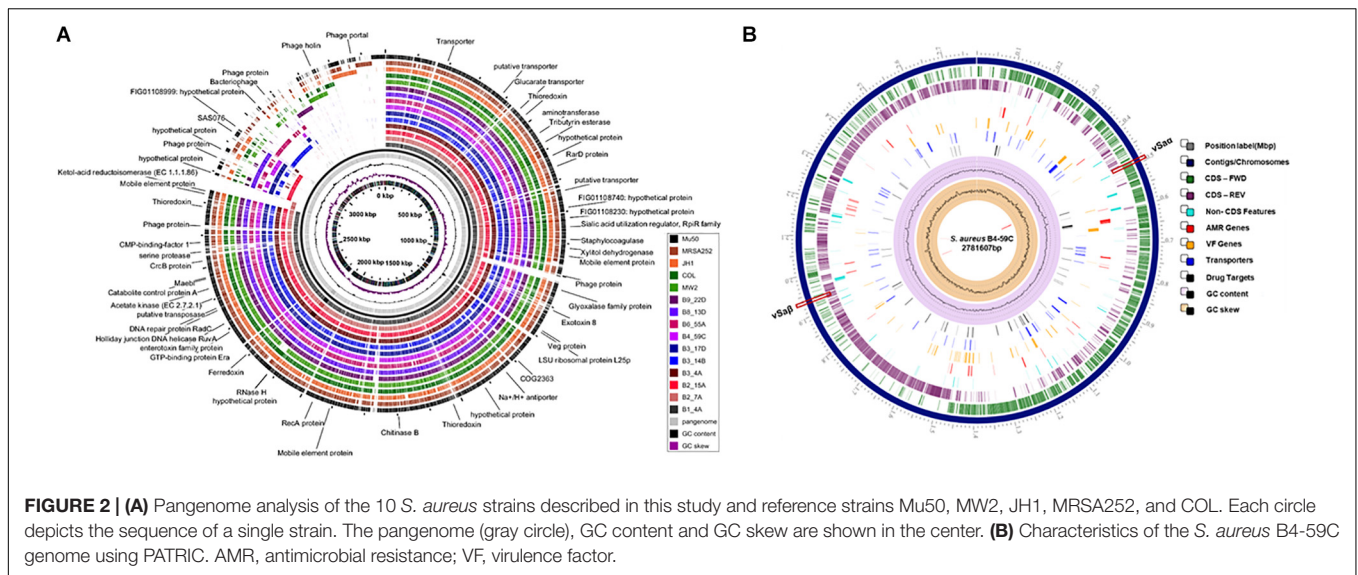 A
Phage portal
Phage holin
Transporter
Phage protein
Bacteriophage
FIG01108999: hypothetical protein
SAS076
hypothetical protein
Phage protein
hypothetical protein
Ketol-acid reductoisomerase (EC 1.1.1.86)
Mobile element protein
Thioredoxin
Phage protein
CMP-binding-factor 1
serine protease
CrcB protein
Maebl
Catabolite control protein A
Acetate kinase (EC 2.7.2.1)
putative transposase
DNA repair protein RadC
Holliday junction DNA helicase RuvA
enterotoxin family protein
GTP-binding protein Era
Ferredoxin
RNase H
hypothetical protein
RecA protein
Mobile element protein
Chitinase B
Thioredoxin
hypothetical protein
Na+/H+ antiporter
COG2363
LSU ribosomal protein L25p
Veg protein
Exotoxin 8
Glyoxalase family protein
Phage protein
Mobile element protein
Xylitol dehydrogenase
Staphylocoagulase
Sialic acid utilization regulator, RpiR family
FIG01108230: hypothetical protein
FIG01108740: hypothetical protein
putative transporter
RarD protein
hypothetical protein
Tributyrin esterase
aminotransferase
Thioredoxin
Glucarate transporter
putative transporter
0 kbp
500 kbp
1000 kbp
1500 kbp
2000 kbp
2500 kbp
3000 kbp
Mu50
MRSA252
JH1
COL
MW2
B9_22D
B8_13D
B6_55A
B4_59C
B3_17D
B3_14B
B3_4A
B2_15A
B2_7A
B1_4A
pangenome
GC content
GC skew
B
vSaα
vSaβ
S. aureus B4-59C
2781607bp
Position label(Mbp)
Contigs/Chromosomes
CDS – FWD
CDS – REV
Non- CDS Features
AMR Genes
VF Genes
Transporters
Drug Targets
GC content
GC skew
FIGURE 2 | (A) Pangenome analysis of the 10 S. aureus strains described in this study and reference strains Mu50, MW2, JH1, MRSA252, and COL. Each circle
depicts the sequence of a single strain. The pangenome (gray circle), GC content and GC skew are shown in the center. (B) Characteristics of the S. aureus B4-59C
genome using PATRIC. AMR, antimicrobial resistance; VF, virulence factor.